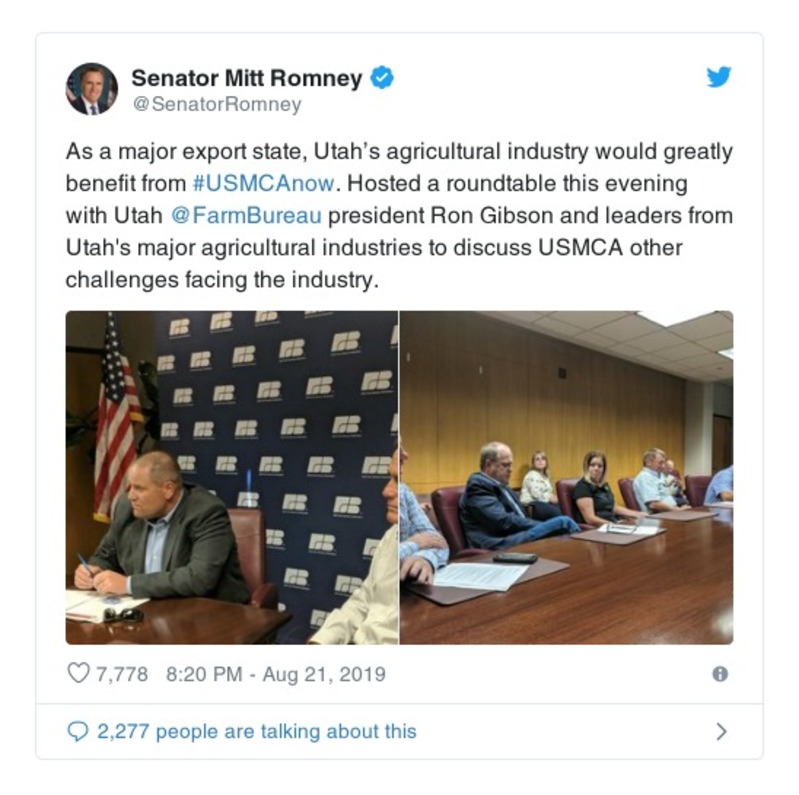 Senator Mitt Romney
@SenatorRomney
As a major export state, Utah's agricultural industry would greatly
benefit from #USMCAnow. Hosted a roundtable this evening
with Utah @FarmBureau president Ron Gibson and leaders from
Utah's major agricultural industries to discuss USMCA other
challenges facing the industry.
7,778 8:20 PM - Aug 21, 2019
2,277 people are talking about this